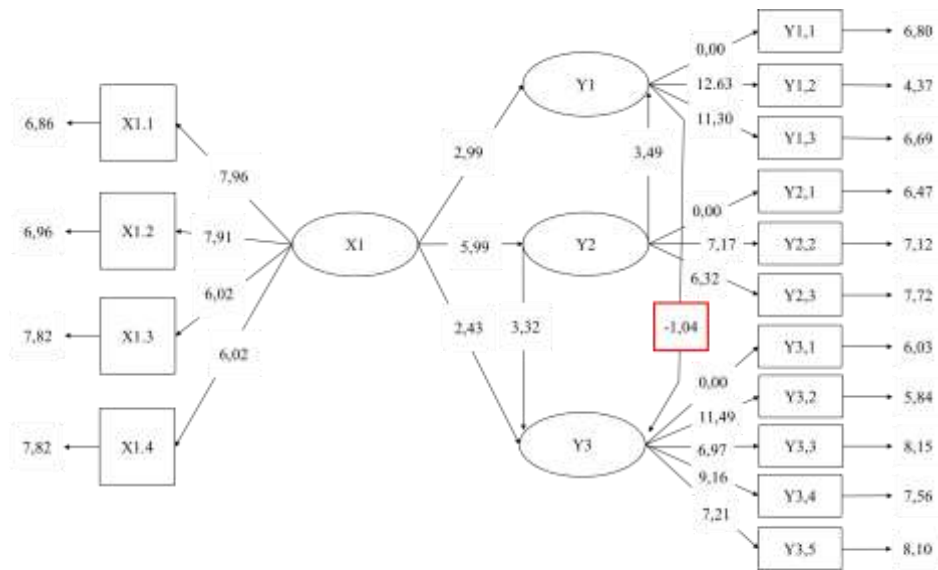 Y1,1
6,80
0,00
Y1
12.63
Y1,2
4,37
11,30
Y1,3
6,69
6,86
X1.1
7,96
2,99
3,49
Y2,1
6,47
0,00
6,96
X1.2
7,91
X1
5,99
Y2
7,17
Y2,2
7,12
6,02
6,32
Y2,3
7,72
7,82
X1.3
6,02
2,43
3,32
-1,04
Y3,1
6,03
0,00
Y3,2
5,84
11,49
7,82
X1.4
Y3
6,97
Y3,3
8,15
9,16
Y3,4
7,56
7,21
Y3,5
8,10